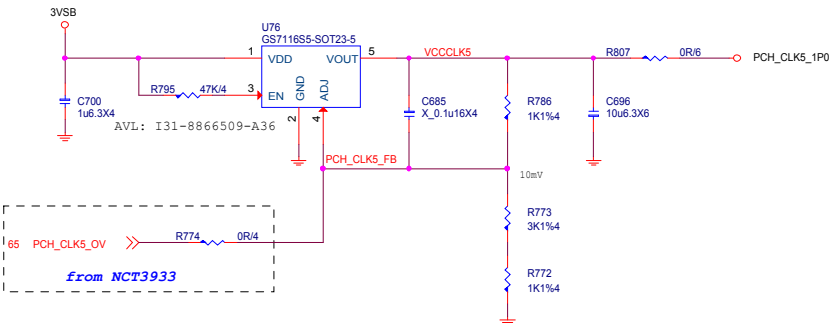 3VSB
U76
GS7116S5-SOT23-5
1
VDD
VOUT
5
VCCCLK5
R807
0R/6
PCH_CLK5_1P0
R795
47K/4
3
EN
GND
ADJ
C700
1u6.3X4
C685
X_0.1u16X4
R786
1K1%4
C696
10u6.3X6
2
4
AVL: I31-8866509-A36
PCH_CLK5_FB
10mV
R773
3K1%4
65 PCH_CLK5_OV
R774
0R/4
from NCT3933
R772
1K1%4